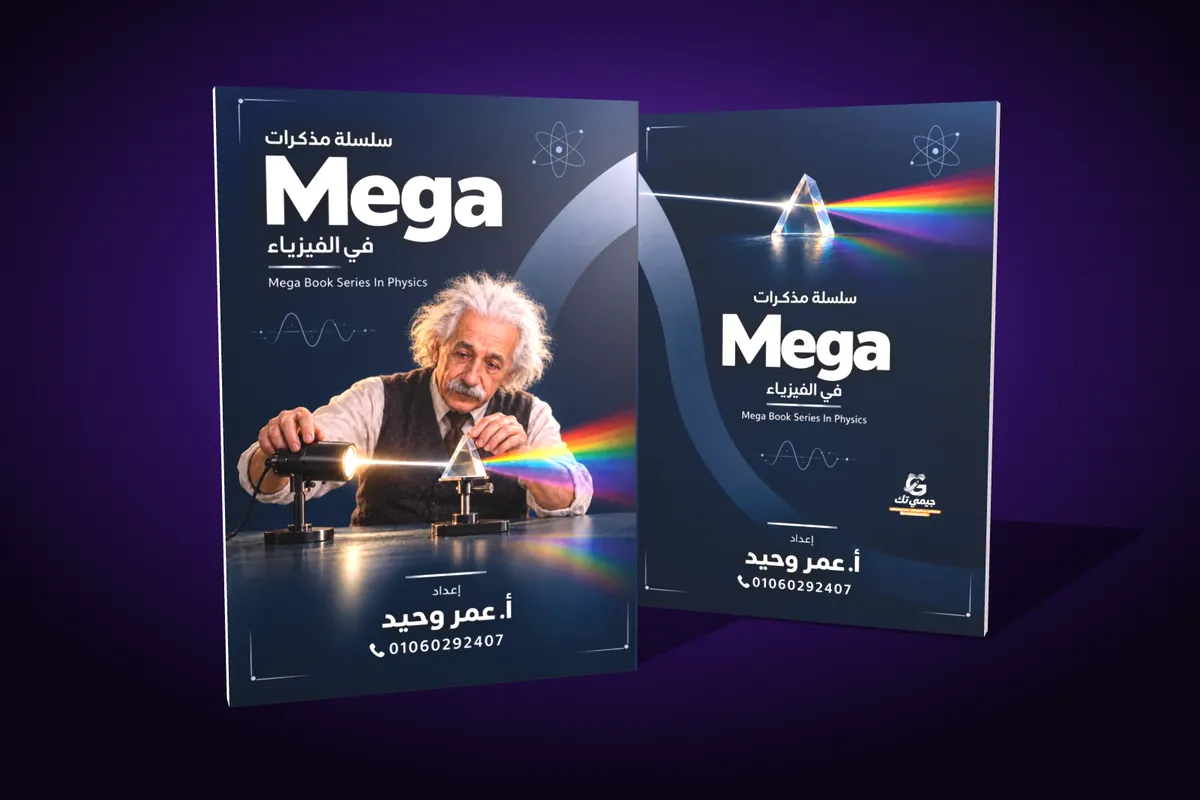 سلسلة مذكرات
Mega
في الفيزياء
Mega Book Series In Physics
إعداد
أ. عمر وحيد
01060292407
سلسلة مذكرات
Mega
في الفيزياء
Mega Book Series In Physics
جيمي تك
إعداد
أ. عمر وحيد
01060292407